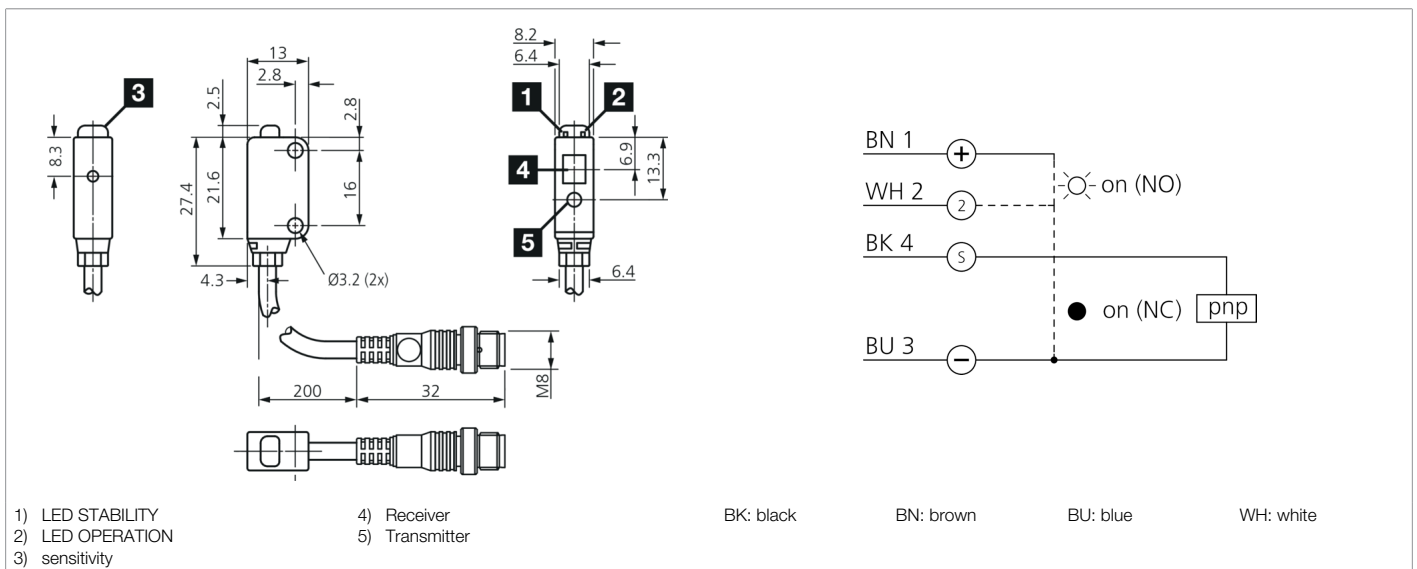 3
8.3
13
2.8
2.5
2.8
27.4
21.6
16
4.3
Ø3.2 (2x)
8.2
6.4
1
2
4
5
6.9
13.3
6.4
200
32
M8
BN 1
+
on (NO)
WH 2
2
BK 4
S
on (NC)
pnp
BU 3
−
1) LED STABILITY
2) LED OPERATION
3) sensitivity
4) Receiver
5) Transmitter
BK: black
BN: brown
BU: blue
WH: white